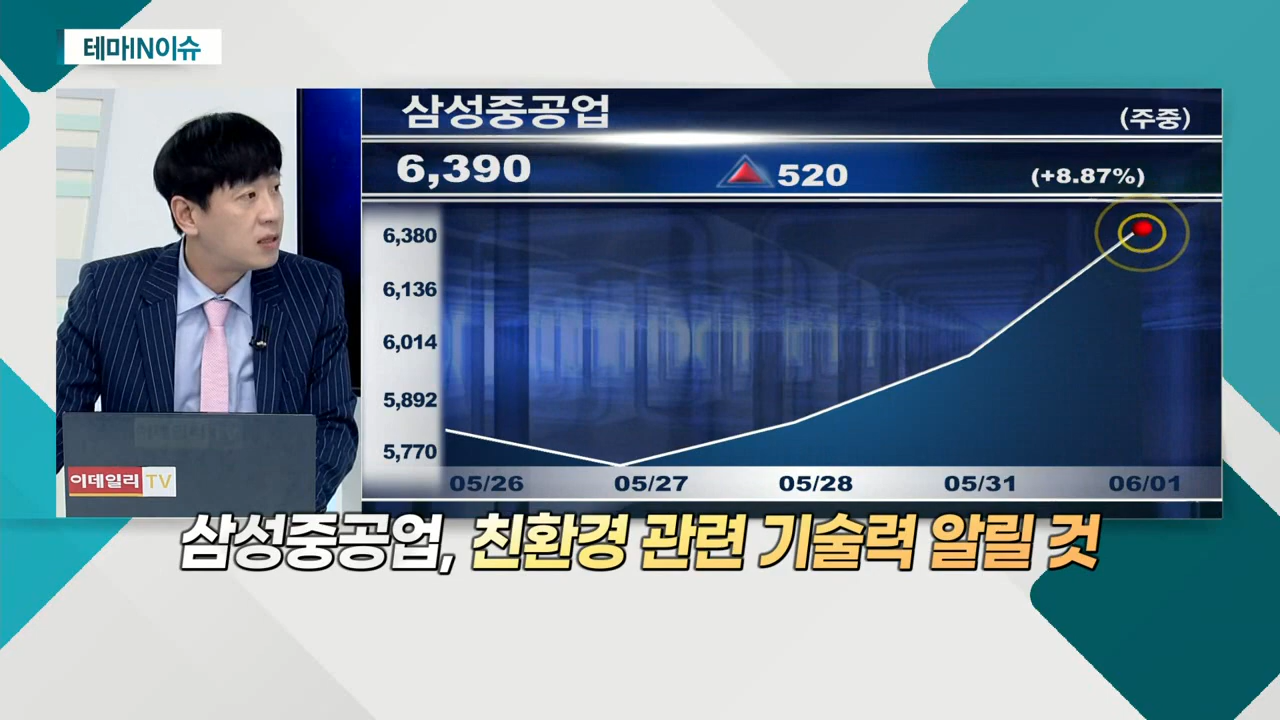 테마IN이슈
삼성중공업 (주중)
6,390 520 (+8.87%)
6,380
6,136
6,014
5,892
5,770
05/26 05/27 05/28 05/31 06/01
이데일리 TV
삼성중공업, 친환경 관련 기술력 알릴 것